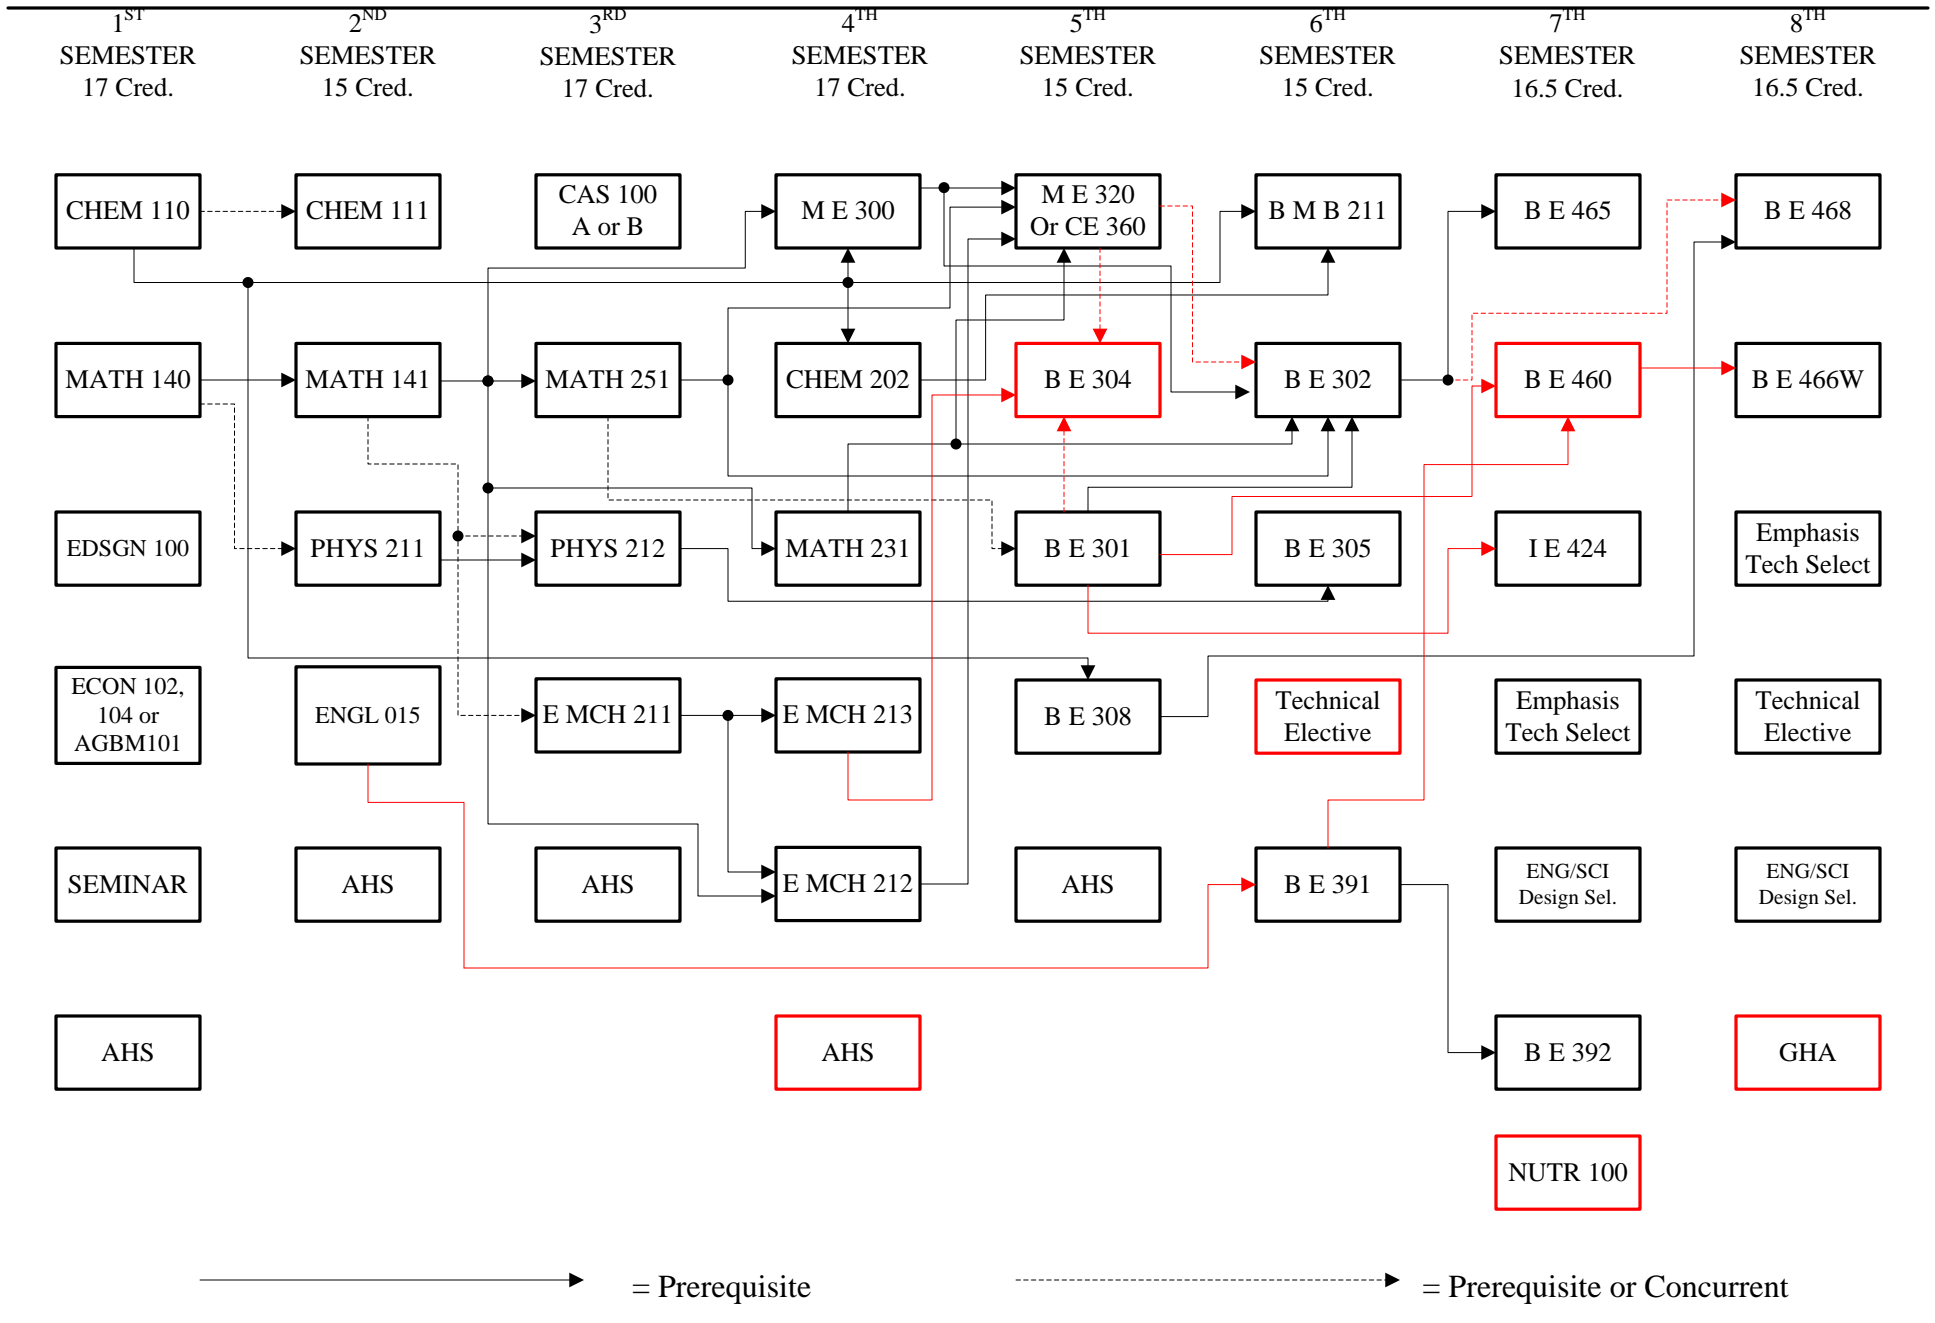 1ST
SEMESTER
17 Cred.
2ND
SEMESTER
15 Cred.
3RD
SEMESTER
17 Cred.
4TH
SEMESTER
17 Cred.
5TH
SEMESTER
15 Cred.
6TH
SEMESTER
15 Cred.
7TH
SEMESTER
16.5 Cred.
8TH
SEMESTER
16.5 Cred.
CHEM 110
CHEM 111
CAS 100
A or B
M E 300
M E 320
Or CE 360
B M B 211
B E 465
B E 468
MATH 140
MATH 141
MATH 251
CHEM 202
B E 304
B E 302
B E 460
B E 466W
EDSGN 100
PHYS 211
PHYS 212
MATH 231
B E 301
B E 305
I E 424
Emphasis
Tech Select
ECON 102,
104 or
AGBM101
ENGL 015
E MCH 211
E MCH 213
B E 308
Technical
Elective
Emphasis
Tech Select
Technical
Elective
SEMINAR
AHS
AHS
E MCH 212
AHS
B E 391
ENG/SCI
Design Sel.
ENG/SCI
Design Sel.
AHS
AHS
B E 392
GHA
NUTR 100
= Prerequisite
= Prerequisite or Concurrent